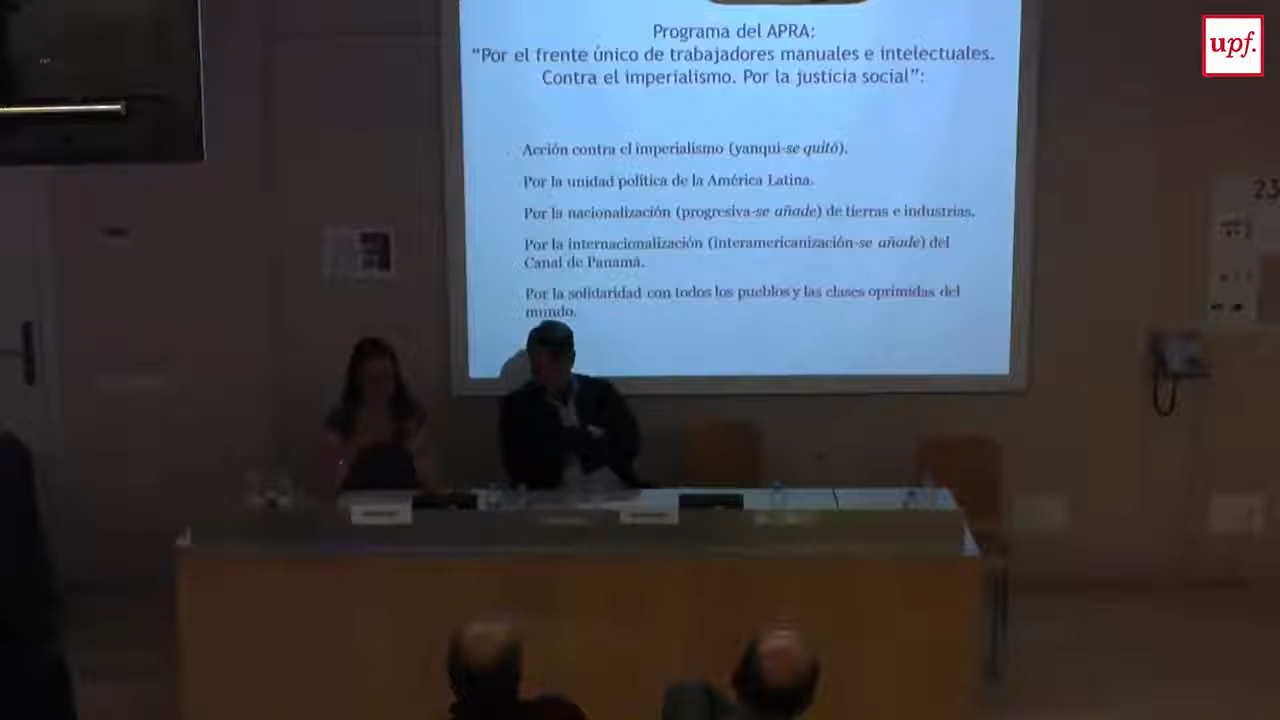 upf.
Programa del APRA:
“Por el frente único de trabajadores manuales e intelectuales.
Contra el imperialismo. Por la justicia social”:
Acción contra el imperialismo (yanqui-se quitó).
Por la unidad política de la América Latina.
Por la nacionalización (progresiva-se añade) de tierras e industrias.
Por la internacionalización (interamericanización-se añade) del
Canal de Panamá.
Por la solidaridad con todos los pueblos y las clases oprimidas del
mundo.
23